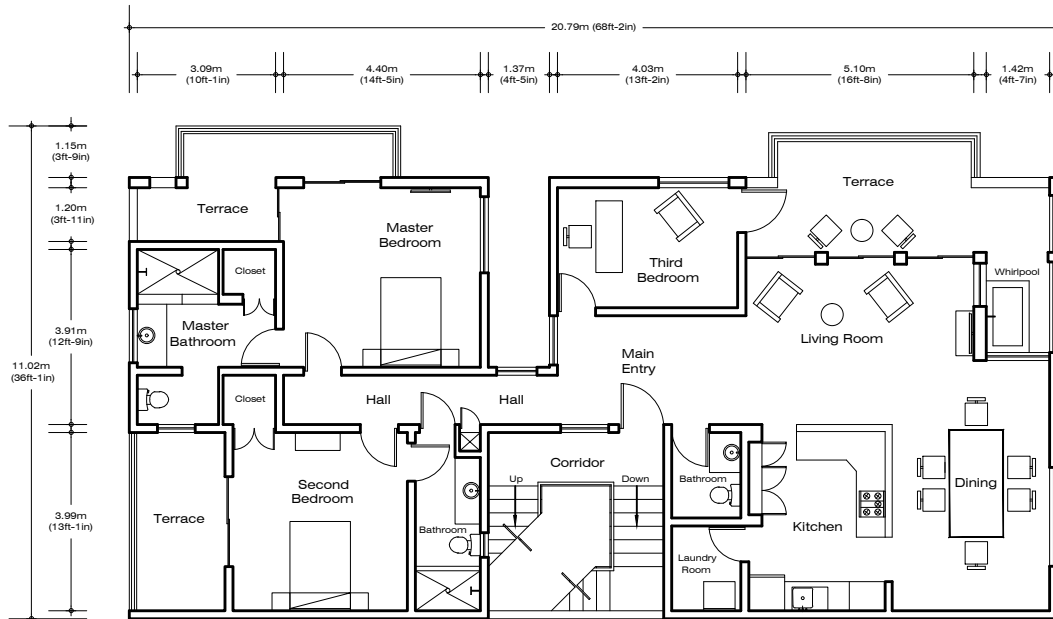 20.79m (68ft-2in)
3.09m
(10ft-1in)
4.40m
(14ft-5in)
1.37m
(4ft-5in)
4.03m
(13ft-2in)
5.10m
(16ft-8in)
1.42m
(4ft-7in)
1.15m
(3ft-9in)
1.20m
(3ft-11in)
3.91m
(12ft-9in)
11.02m
(36ft-1in)
3.99m
(13ft-1in)
Terrace
Master
Bedroom
Closet
Master
Bathroom
Closet
Hall
Hall
Terrace
Second
Bedroom
Bathroom
Third
Bedroom
Terrace
Whirlpool
Living Room
Main
Entry
Corridor
Up
Down
Bathroom
Laundry
Room
Kitchen
Dining